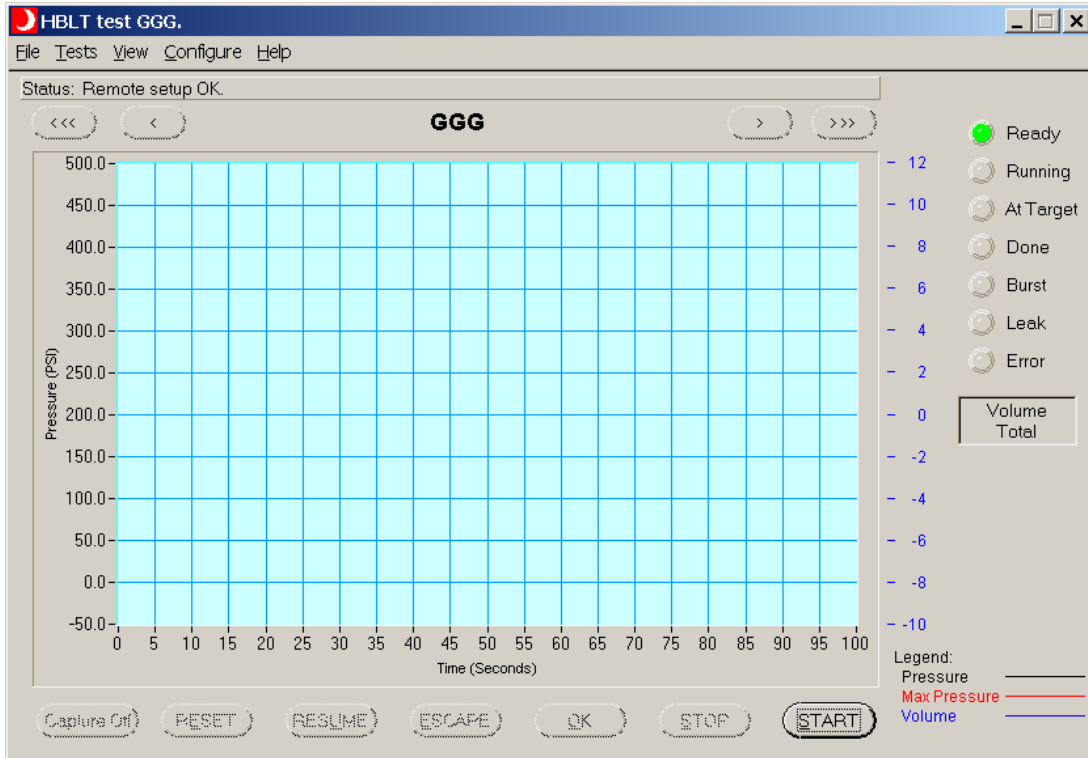 HBLT test GGG.
File Tests View Configure Help
Status: Remote setup OK.
<<< < GGG > >>>
Ready
Running
At Target
Done
Burst
Leak
Error
Volume
Total
Pressure (PSI)
500.0
450.0
400.0
350.0
300.0
250.0
200.0
150.0
100.0
50.0
0.0
-50.0
12
10
8
6
4
2
0
-2
-4
-6
-8
-10
0 5 10 15 20 25 30 35 40 45 50 55 60 65 70 75 80 85 90 95 100
Time (Seconds)
Legend:
Pressure
Max Pressure
Volume
Capture Off RESET RESUME ESCAPE OK STOP START